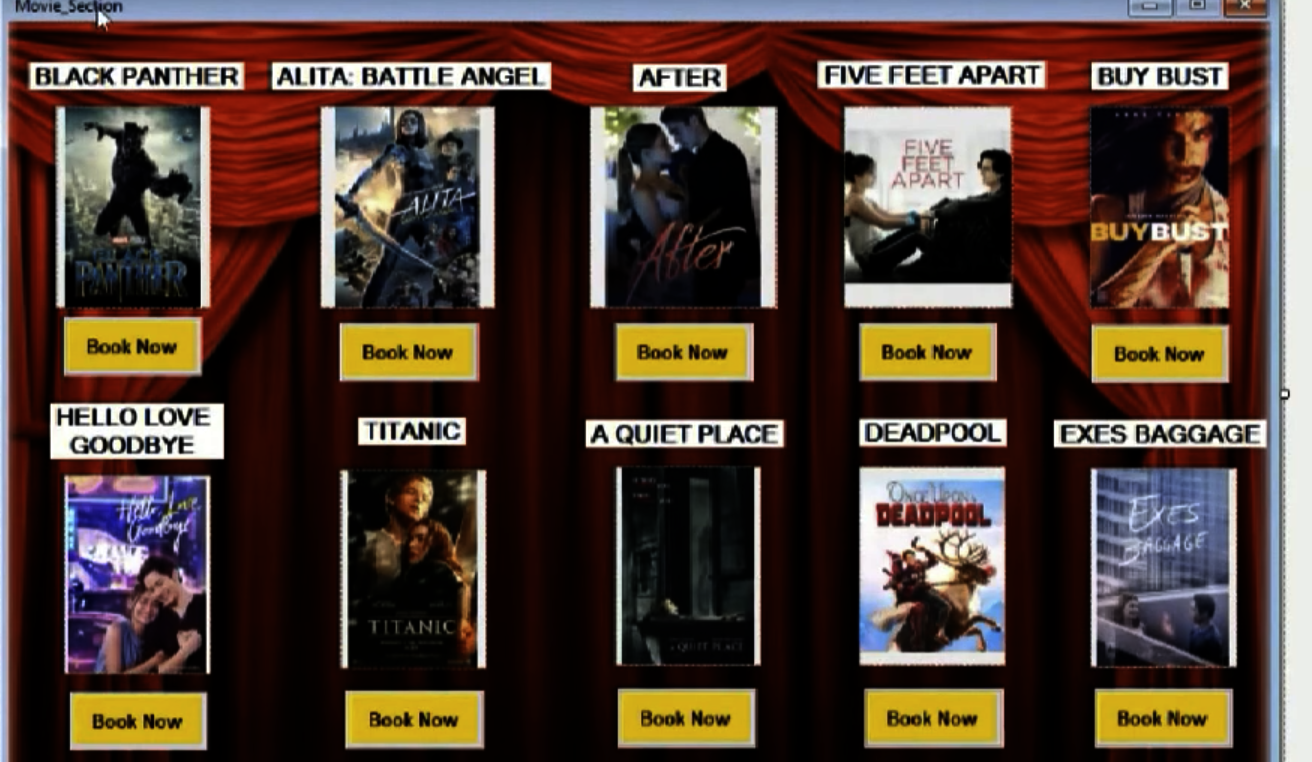 Movie_Section
BLACK PANTHER
ALITA: BATTLE ANGEL
AFTER
FIVE FEET APART
BUY BUST
BLACK
PANTHER
ALITA
After
FIVE
FEET
APART
BUYBUST
Book Now
Book Now
Book Now
Book Now
Book Now
HELLO LOVE
GOODBYE
TITANIC
A QUIET PLACE
DEADPOOL
EXES BAGGAGE
Hello, Love,
Goodbye
TITANIC
A QUIET PLACE
ONCE UPON A
DEADPOOL
EXES
BAGGAGE
Book Now
Book Now
Book Now
Book Now
Book Now